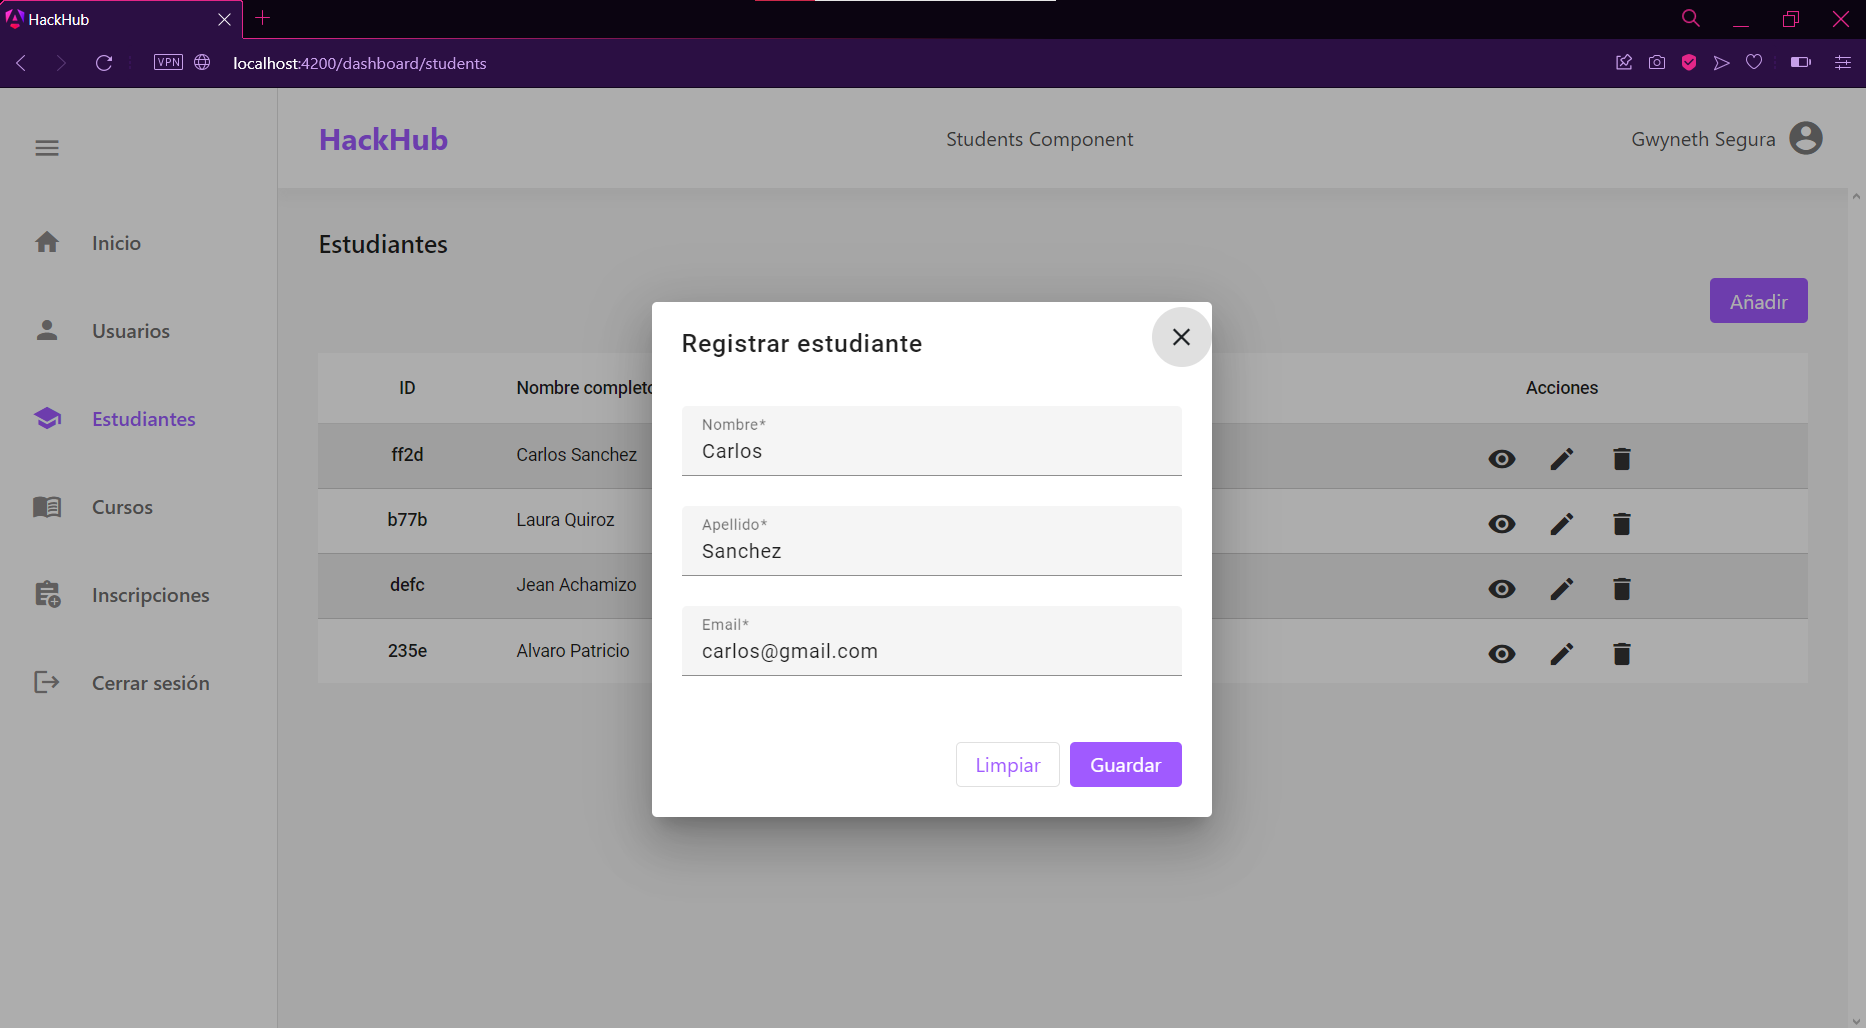 HackHub
VPN
localhost:4200/dashboard/students
HackHub
Students Component
Gwyneth Segura
Inicio
Usuarios
Estudiantes
Cursos
Inscripciones
Cerrar sesión
Estudiantes
Añadir
ID
Nombre completo
Acciones
ff2d
Carlos Sanchez
b77b
Laura Quiroz
defc
Jean Achamizo
235e
Alvaro Patricio
Registrar estudiante
Nombre*
Carlos
Apellido*
Sanchez
Email*
carlos@gmail.com
Limpiar
Guardar